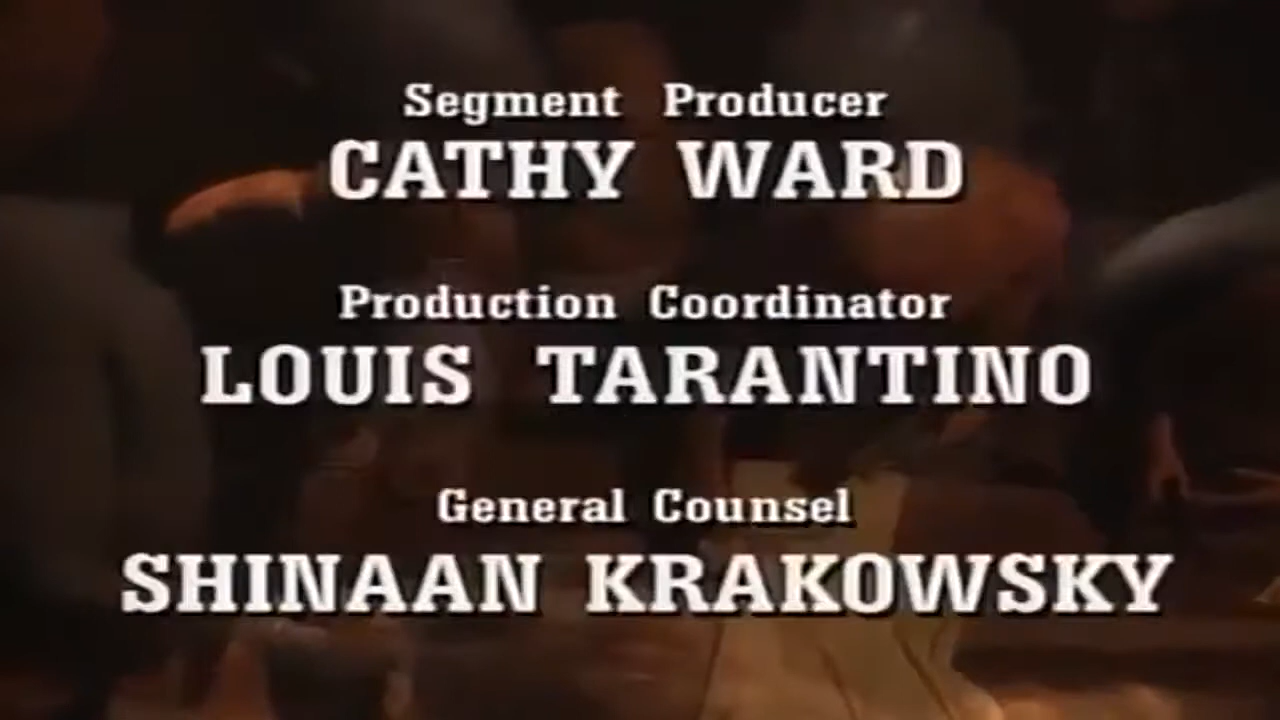 Segment Producer
CATHY WARD
Production Coordinator
LOUIS TARANTINO
General Counsel
SHINAAN KRAKOWSKY